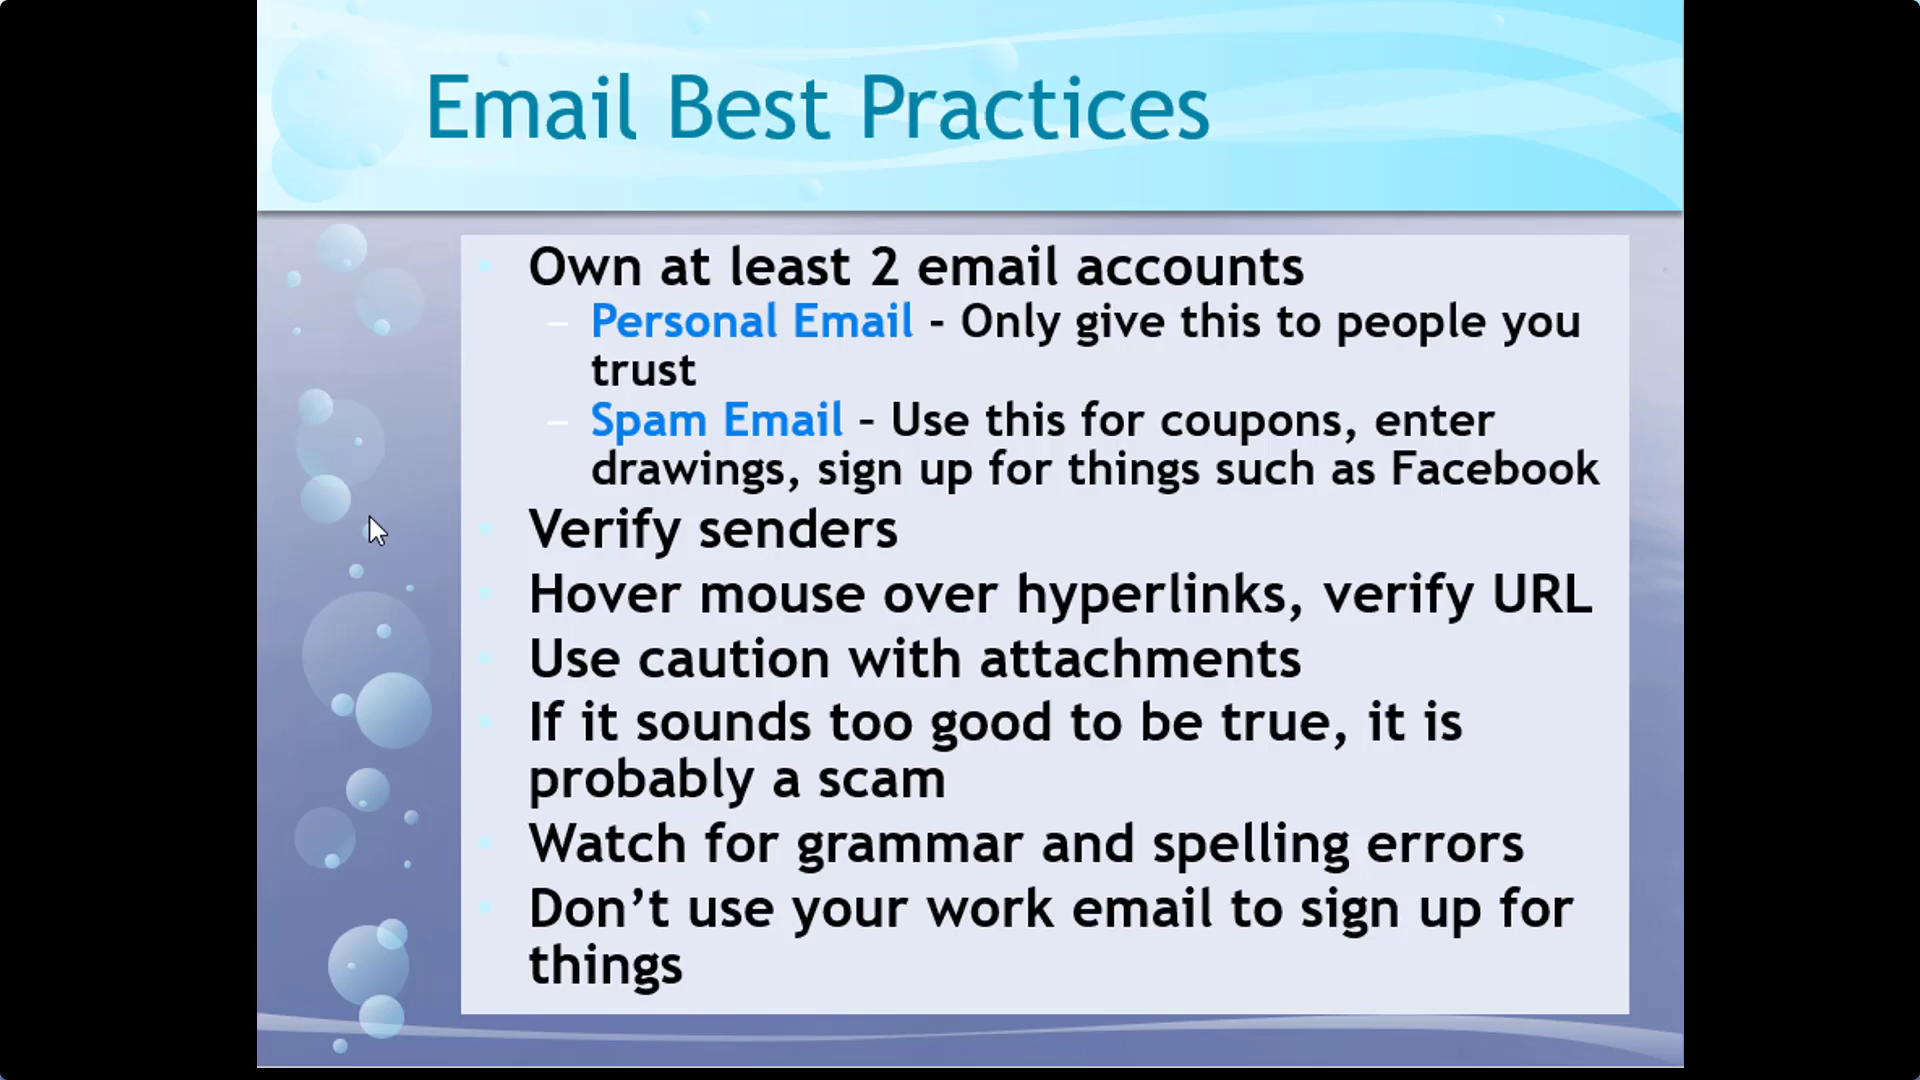 Email Best Practices
Own at least 2 email accounts
– Personal Email – Only give this to people you
trust
– Spam Email – Use this for coupons, enter
drawings, sign up for things such as Facebook
Verify senders
Hover mouse over hyperlinks, verify URL
Use caution with attachments
If it sounds too good to be true, it is
probably a scam
Watch for grammar and spelling errors
Don’t use your work email to sign up for
things